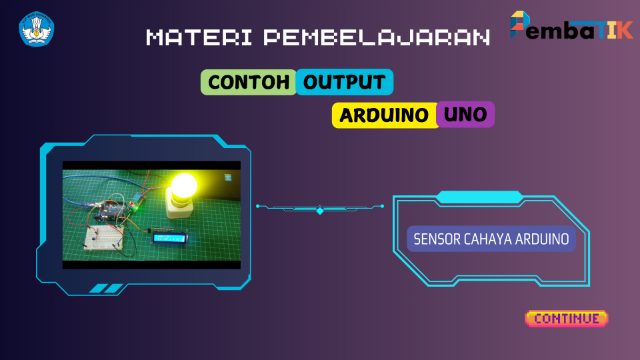 MATERI PEMBELAJARAN
PembaTIK
CONTOH OUTPUT
ARDUINO UNO
SENSOR CAHAYA ARDUINO
CONTINUE